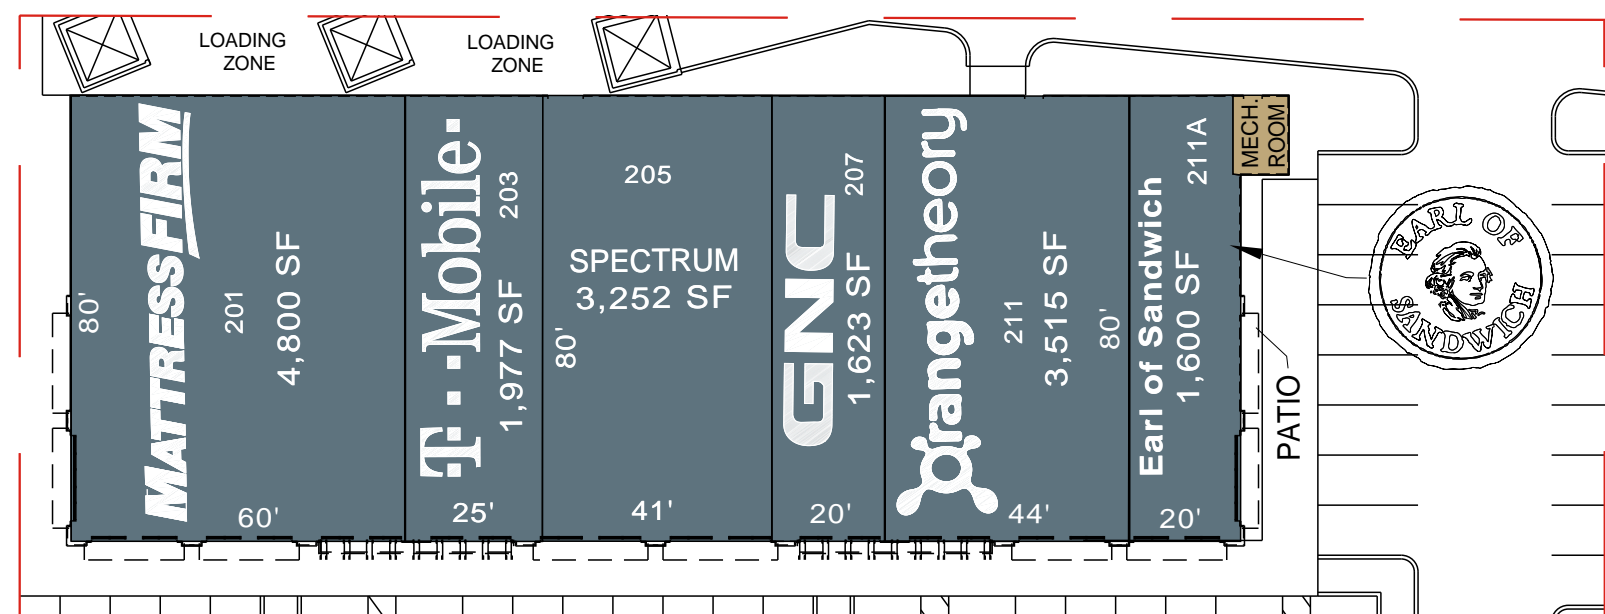 LOADING
ZONE
LOADING
ZONE
MATTRESSFIRM
80'
201
4,800 SF
60'
T··Mobile·
203
1,977 SF
25'
205
SPECTRUM
3,252 SF
80'
41'
GNC
207
1,623 SF
20'
orangetheory
211
3,515 SF
80'
44'
211A
Earl of Sandwich
1,600 SF
20'
MECH.
ROOM
PATIO
EARL OF
SANDWICH